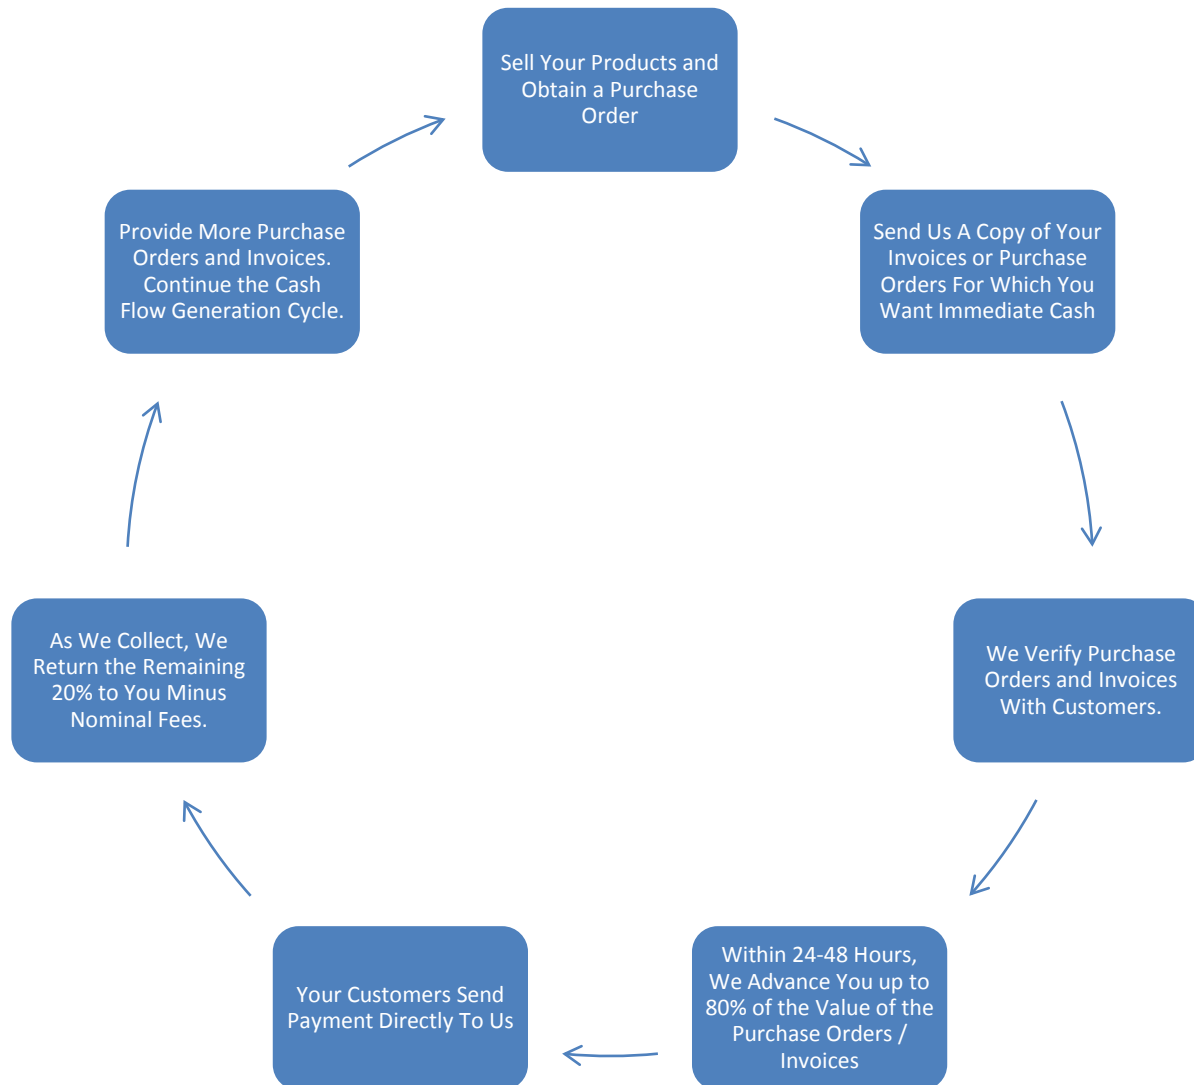 Sell Your Products and
Obtain a Purchase
Order
Send Us A Copy of Your
Invoices or Purchase
Orders For Which You
Want Immediate Cash
We Verify Purchase
Orders and Invoices
With Customers.
Within 24-48 Hours,
We Advance You up to
80% of the Value of the
Purchase Orders /
Invoices
Your Customers Send
Payment Directly To Us
As We Collect, We
Return the Remaining
20% to You Minus
Nominal Fees.
Provide More Purchase
Orders and Invoices.
Continue the Cash
Flow Generation Cycle.